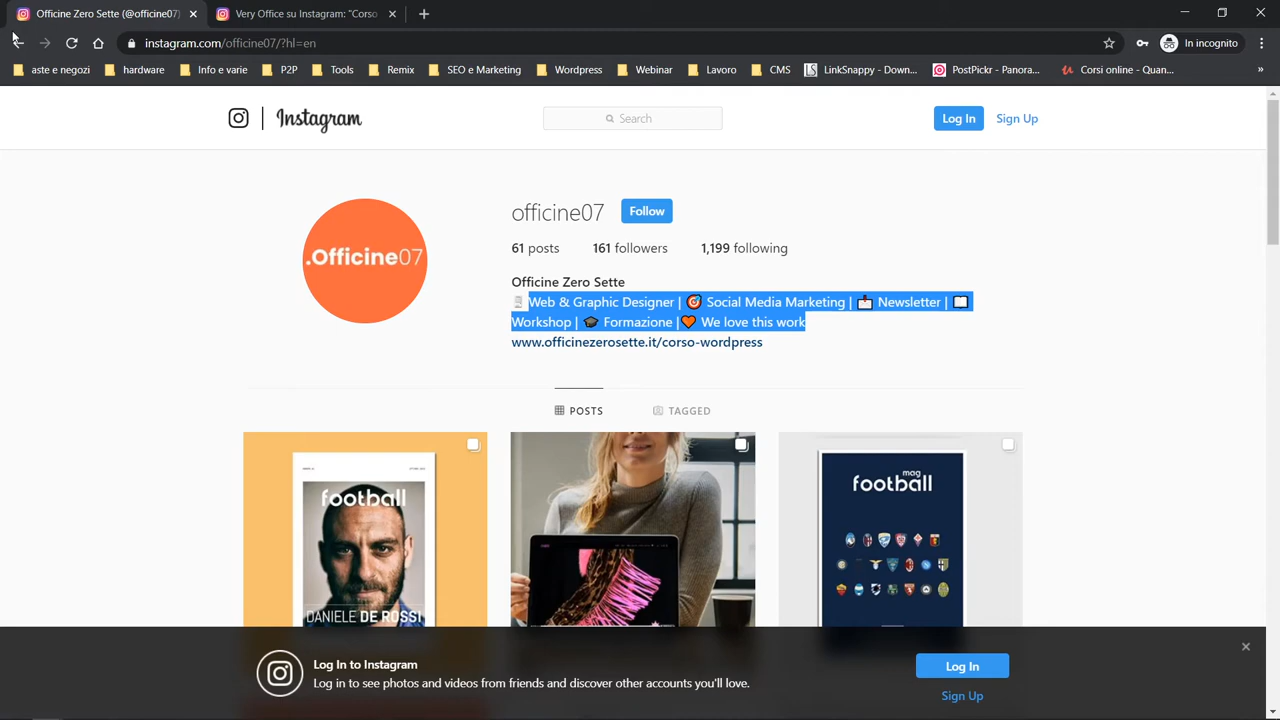 Officine Zero Sette (@officine07)
Very Office su Instagram: "Corso
instagram.com/officine07/?hl=en
In incognito
aste e negozi
hardware
Info e varie
P2P
Tools
Remix
SEO e Marketing
Wordpress
Webinar
Lavoro
CMS
LinkSnappy - Down...
PostPickr - Panora...
Corsi online - Quan...
»
Instagram
Search
Log In
Sign Up
.Officine07
officine07
Follow
61 posts
161 followers
1,199 following
Officine Zero Sette
Web & Graphic Designer | 🎯 Social Media Marketing | 📩 Newsletter | 📖
Workshop | 🎓 Formazione |🧡 We love this work
www.officinezerosette.it/corso-wordpress
POSTS
TAGGED
football
DANIELE DE ROSSI
mag
football
Log In to Instagram
Log in to see photos and videos from friends and discover other accounts you'll love.
Log In
Sign Up